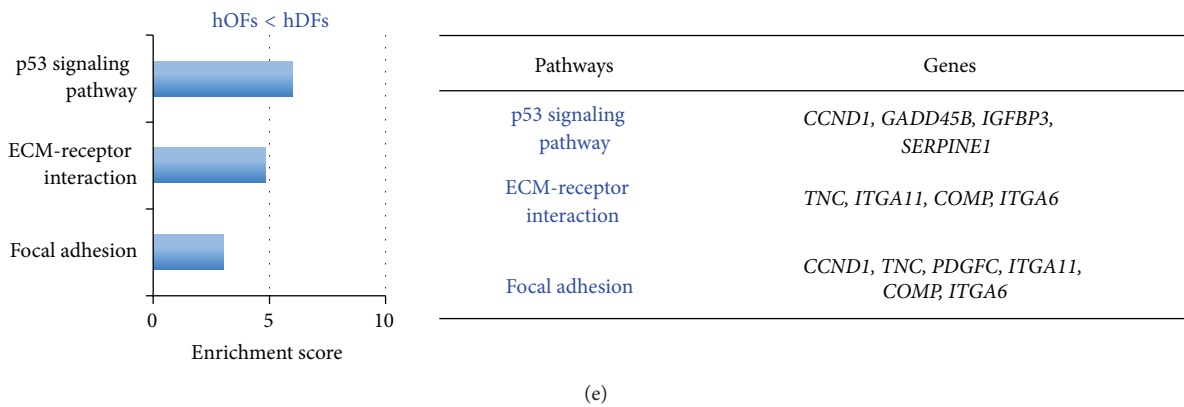 hOFs < hDFs
p53 signaling
pathway
ECM-receptor
interaction
Focal adhesion
0
5
10
Enrichment score
Pathways
Genes
p53 signaling
pathway
CCND1, GADD45B, IGFBP3,
SERPINE1
ECM-receptor
interaction
TNC, ITGA11, COMP, ITGA6
Focal adhesion
CCND1, TNC, PDGFC, ITGA11,
COMP, ITGA6
(e)